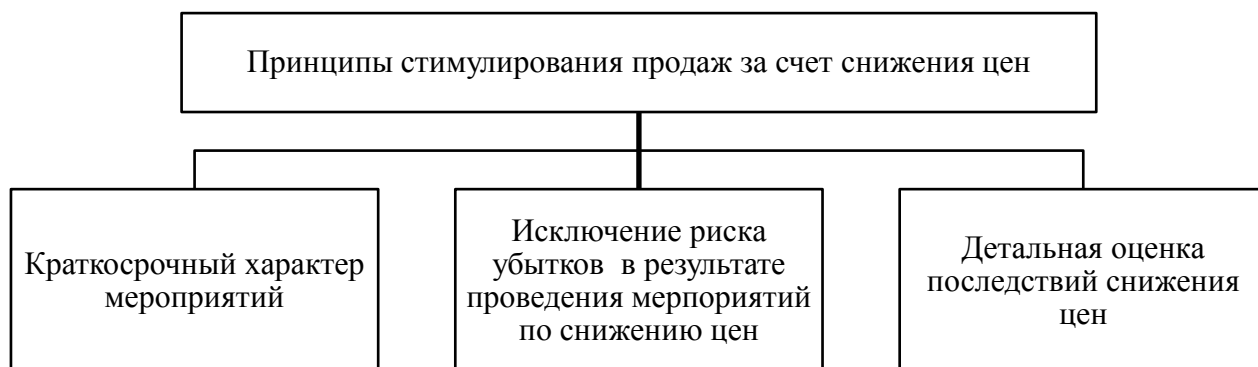 Принципы стимулирования продаж за счет снижения цен
Краткосрочный характер
мероприятий
Исключение риска
убытков в результате
проведения мерпориятий
по снижению цен
Детальная оценка
последствий снижения
цен